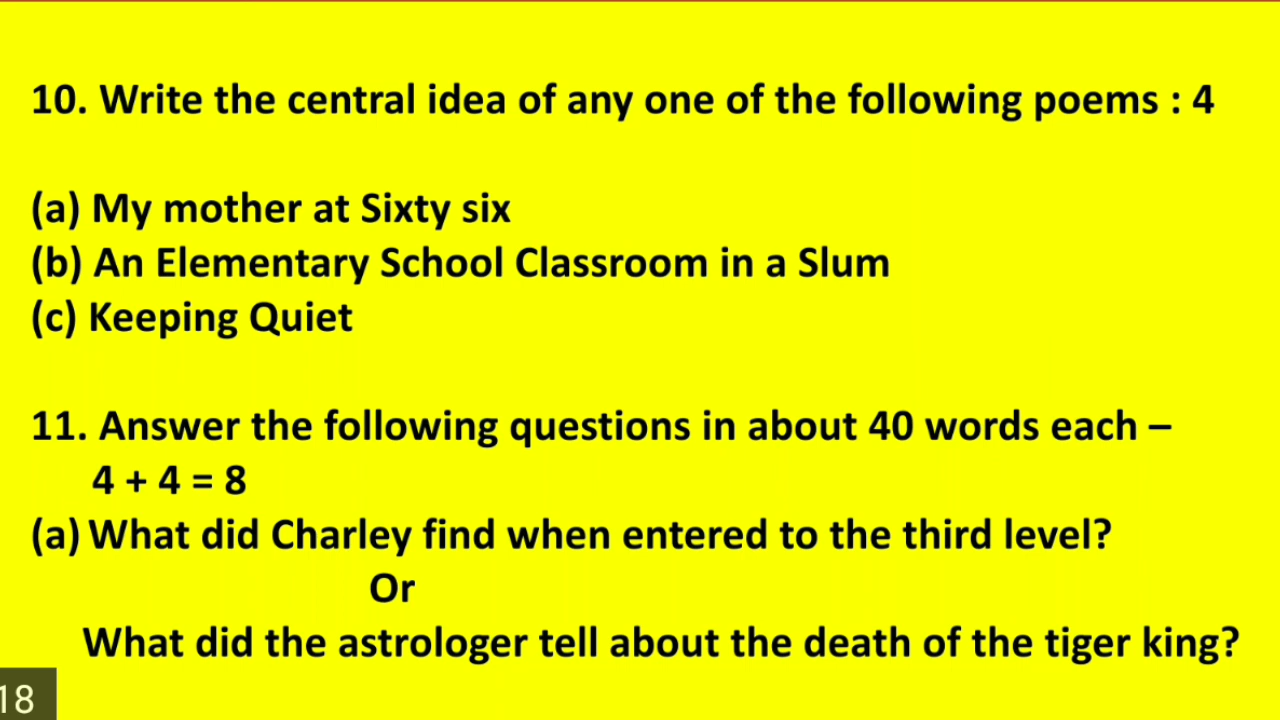 10. Write the central idea of any one of the following poems : 4
(a) My mother at Sixty six
(b) An Elementary School Classroom in a Slum
(c) Keeping Quiet
11. Answer the following questions in about 40 words each –
4 + 4 = 8
(a) What did Charley find when entered to the third level?
Or
What did the astrologer tell about the death of the tiger king?
18